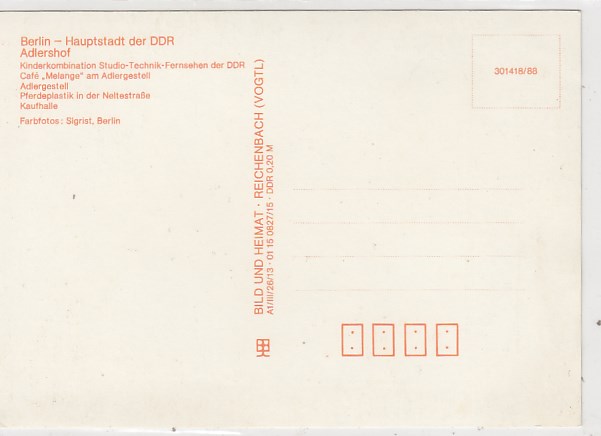 Berlin – Hauptstadt der DDR
Adlershof
Kinderkombination Studio-Technik-Fernsehen der DDR
Café „Melange“ am Adlergestell
Adlergestell
Pferdeplastik in der Neltestraße
Kaufhalle
Farbfotos: Sigrist, Berlin
BILD UND HEIMAT · REICHENBACH (VOGTL)
A1/III/26/13 · 01 15 0827/15 · DDR 0,20 M
301418/88